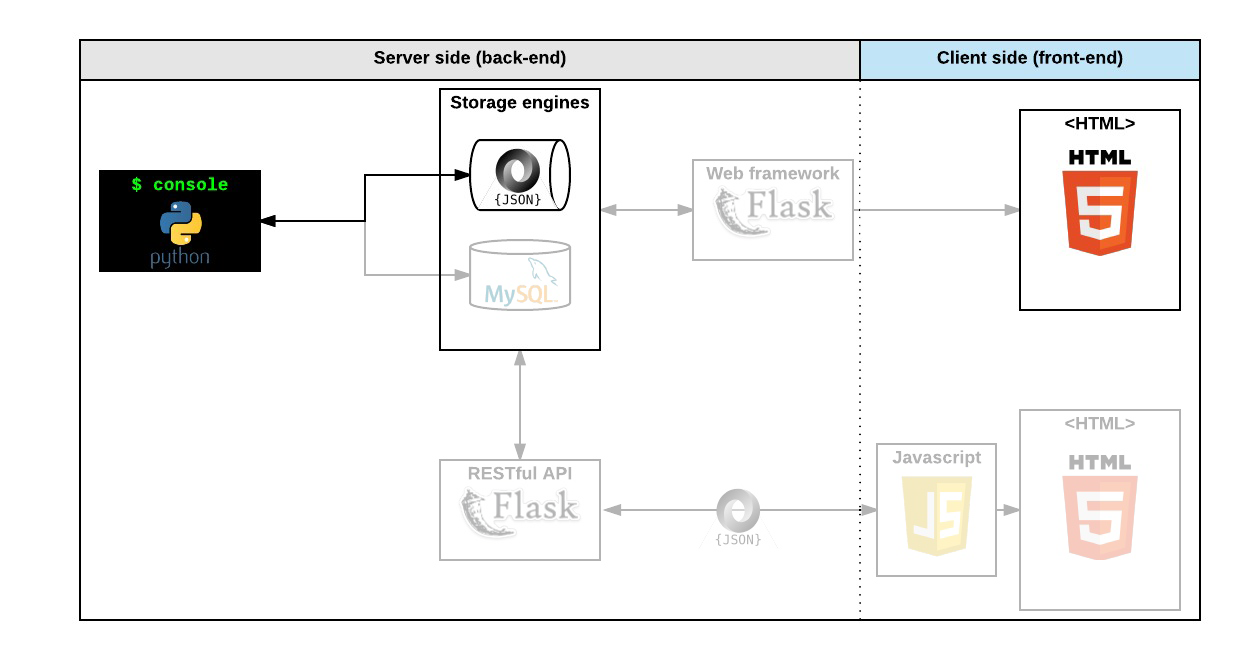 Server side (back-end)
Client side (front-end)
Storage engines
<HTML>
HTML
5
$ console
python
{JSON}
MySQL
Web framework
Flask
RESTful API
Flask
{JSON}
Javascript
JS
<HTML>
HTML
5